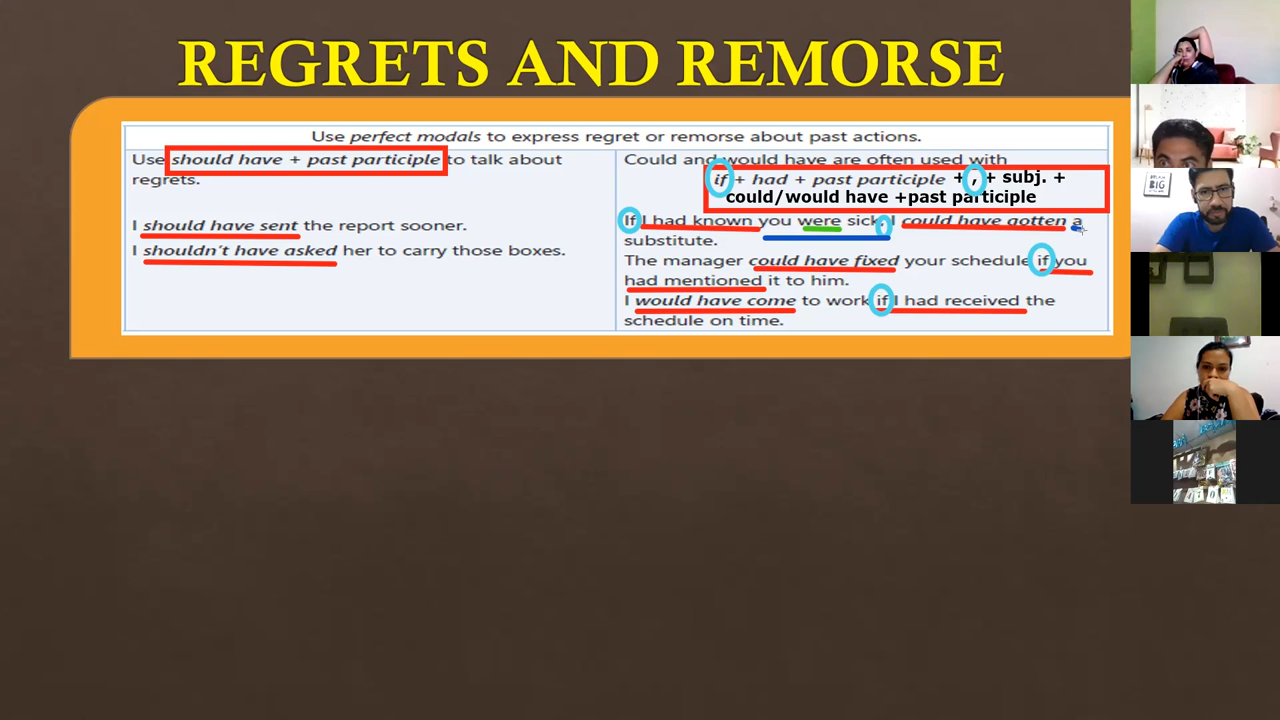 REGRETS AND REMORSE
Use perfect modals to express regret or remorse about past actions.
Use should have + past participle to talk about
regrets.
I should have sent the report sooner.
I shouldn't have asked her to carry those boxes.
Could and would have are often used with
if + had + past participle + , + subj. +
could/would have +past participle
If I had known you were sick, I could have gotten a
substitute.
The manager could have fixed your schedule if you
had mentioned it to him.
I would have come to work if I had received the
schedule on time.
DREAM
BIG